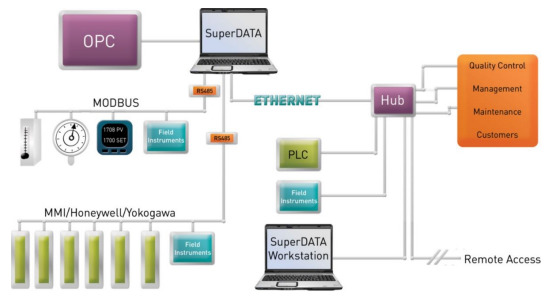 OPC
SuperDATA
RS485
MODBUS
ETHERNET
Hub
Quality Control
Management
Maintenance
Customers
1708 PV
1700 SET
Field
Instruments
RS485
PLC
Field
Instruments
MMI/Honeywell/Yokogawa
Field
Instruments
SuperDATA
Workstation
Remote Access